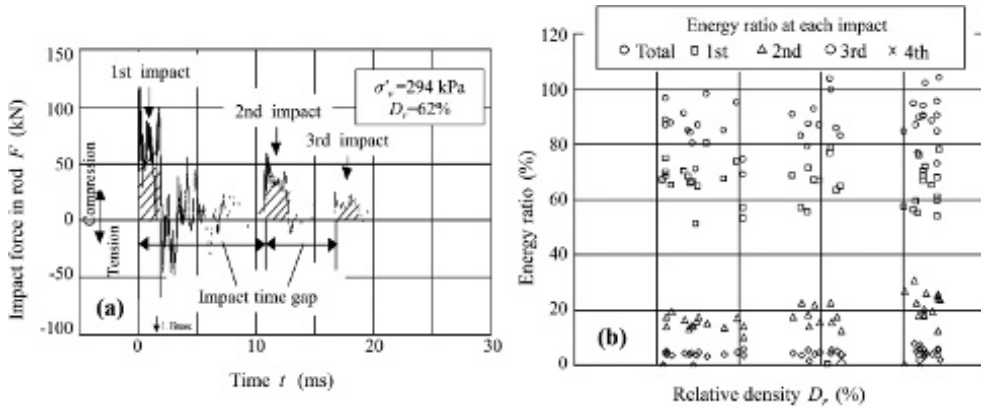 150
100
50
0
-50
-100
Impact force in rod F (kN)
Compression
Tension
1st impact
2nd impact
3rd impact
σ'v=294 kPa
Dr=62%
Impact time gap
(a)
0
10
20
30
Time t (ms)
Energy ratio at each impact
○ Total □ 1st △ 2nd ○ 3rd × 4th
120
100
80
60
40
20
0
Energy ratio (%)
(b)
Relative density Dr (%)